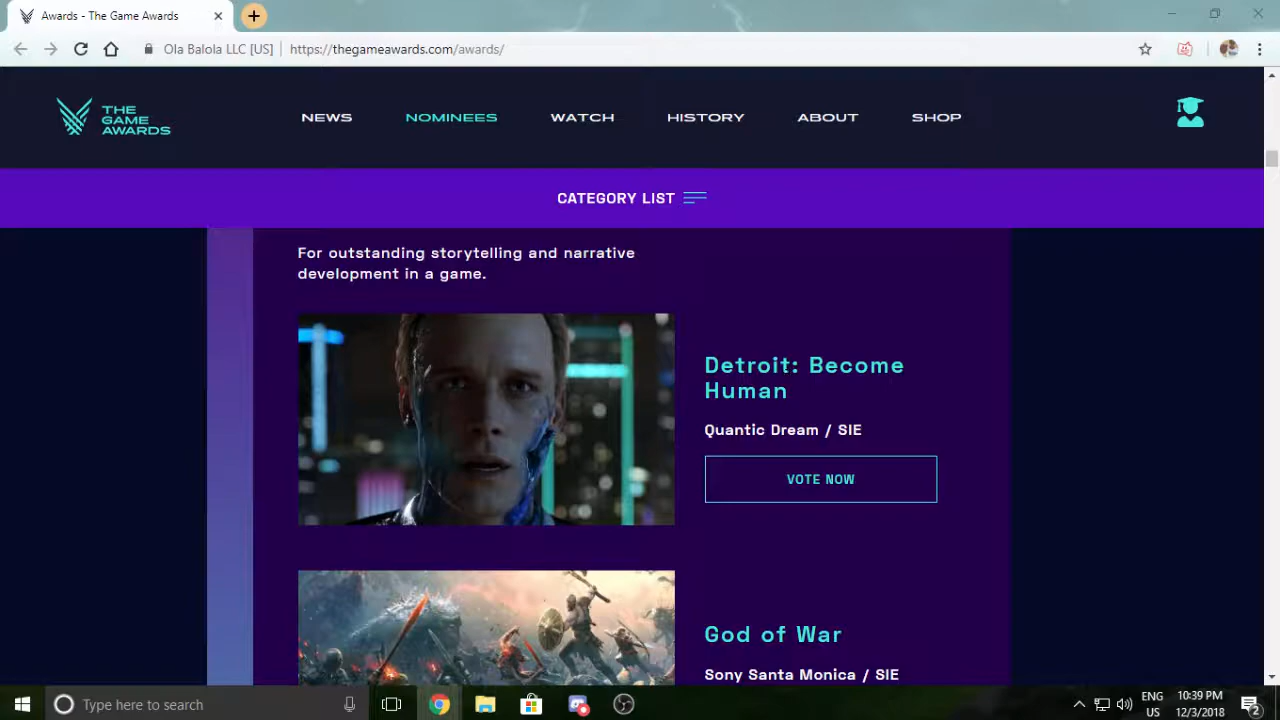 Awards - The Game Awards
Ola Balola LLC [US]
https://thegameawards.com/awards/
THE
GAME
AWARDS
NEWS
NOMINEES
WATCH
HISTORY
ABOUT
SHOP
CATEGORY LIST
For outstanding storytelling and narrative
development in a game.
Detroit: Become
Human
Quantic Dream / SIE
VOTE NOW
God of War
Sony Santa Monica / SIE
Type here to search
ENG
US
10:39 PM
12/3/2018
2